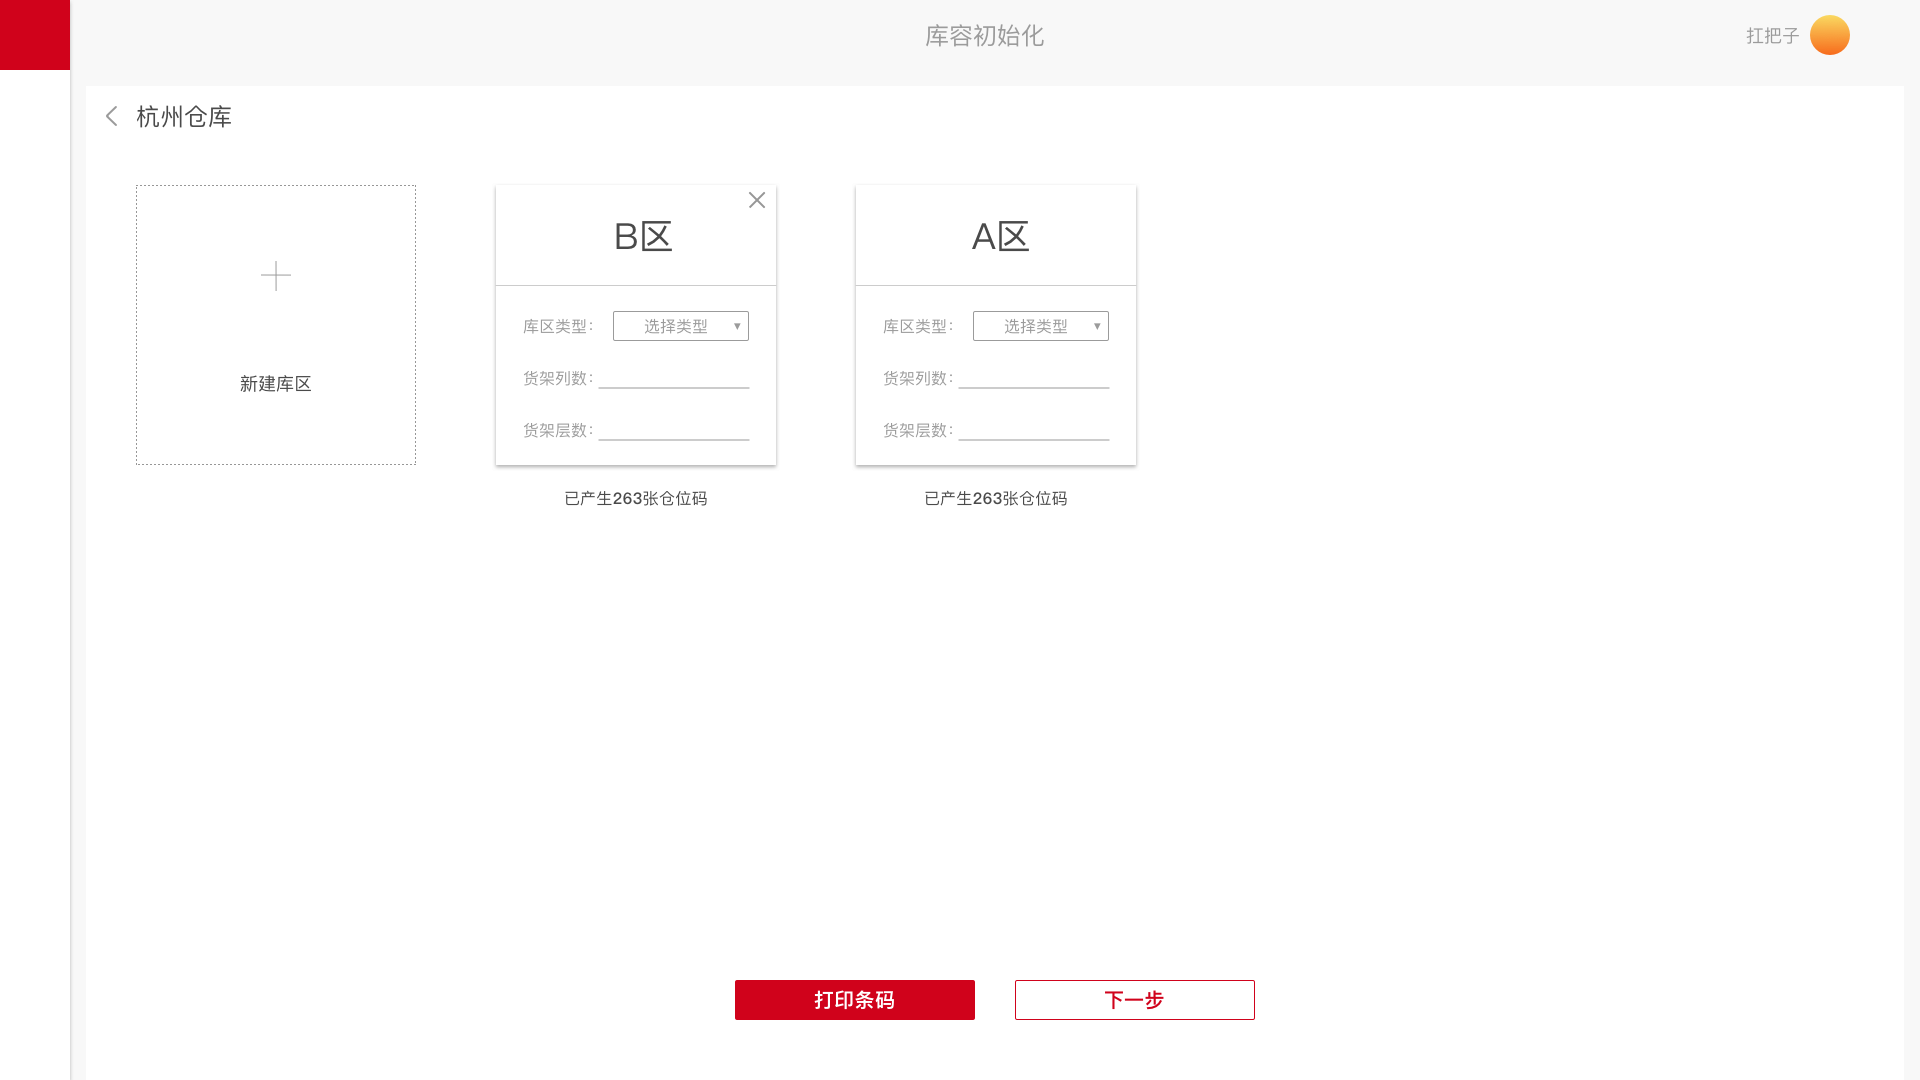 库容初始化
扛把子
杭州仓库
新建库区
B区
库区类型：
选择类型
货架列数：
货架层数：
已产生263张仓位码
A区
库区类型：
选择类型
货架列数：
货架层数：
已产生263张仓位码
打印条码
下一步